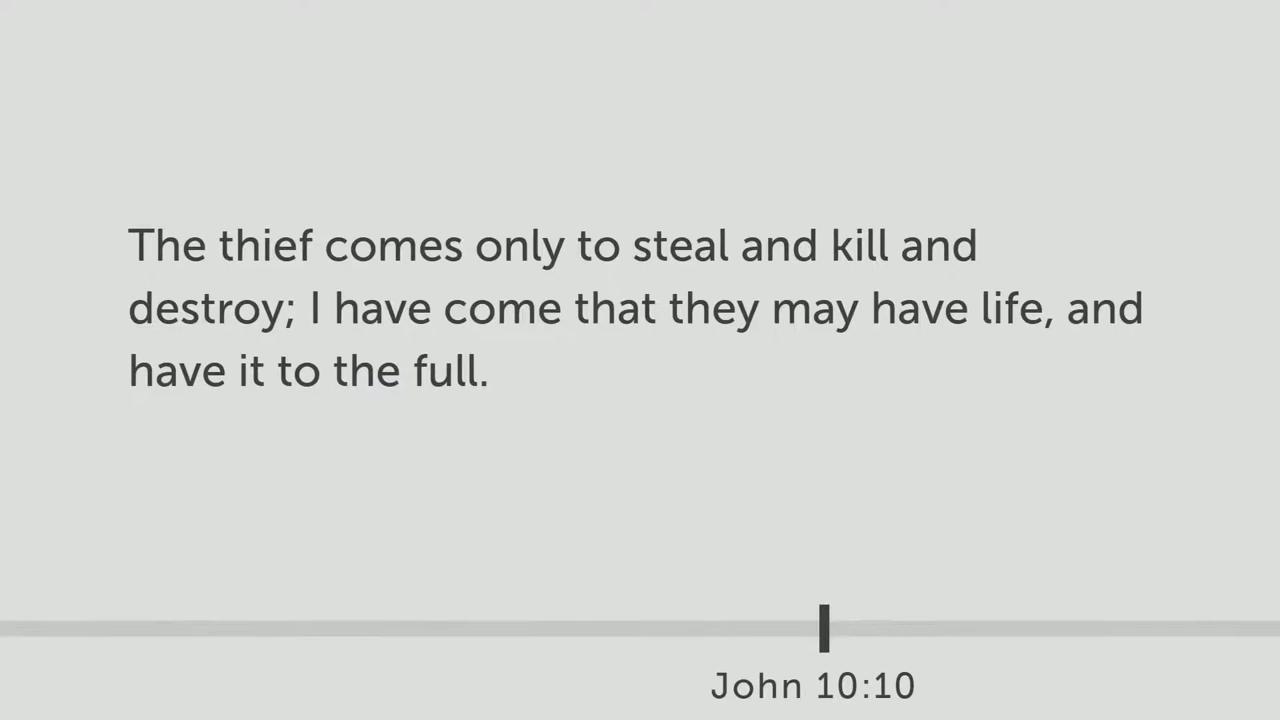 The thief comes only to steal and kill and
destroy; I have come that they may have life, and
have it to the full.
John 10:10